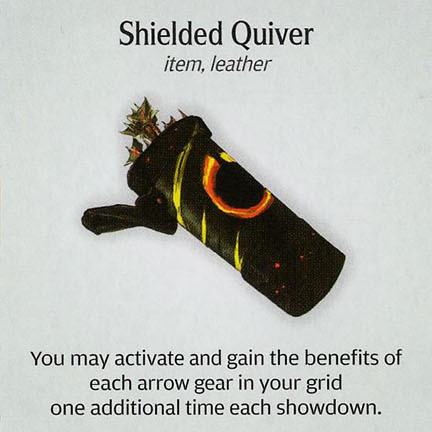 Shielded Quiver
item, leather
You may activate and gain the benefits of
each arrow gear in your grid
one additional time each showdown.